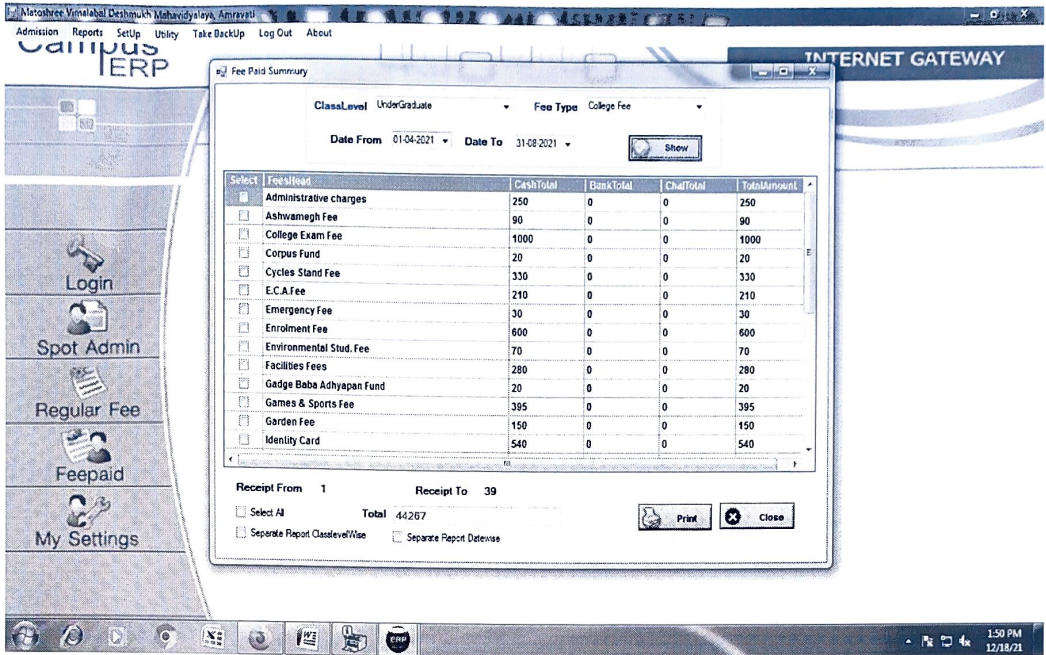 Matoshree Vimalabai Deshmukh Mahavidyalaya, Amravati
Admission Reports SetUp Utility Take BackUp Log Out About
Campus
ERP
INTERNET GATEWAY
Fee Paid Summury
ClassLevel UnderGraduate Fee Type College Fee
Date From 01-04-2021 Date To 31-08-2021 Show
Select FeesHead CashTotal BankTotal ChalTotal TotalAmount
Administrative charges 250 0 0 250
Ashwamegh Fee 90 0 0 90
College Exam Fee 1000 0 0 1000
Corpus Fund 20 0 0 20
Cycles Stand Fee 330 0 0 330
E.C.A.Fee 210 0 0 210
Emergency Fee 30 0 0 30
Enrolment Fee 600 0 0 600
Environmental Stud. Fee 70 0 0 70
Facilities Fees 280 0 0 280
Gadge Baba Adhyapan Fund 20 0 0 20
Games & Sports Fee 395 0 0 395
Garden Fee 150 0 0 150
Identity Card 540 0 0 540
Receipt From 1 Receipt To 39
Select All Total 44267 Print Close
Separate Report ClasslevelWise Separate Report Datewise
Login
Spot Admin
Regular Fee
Feepaid
My Settings
ERP
1:50 PM
12/18/21